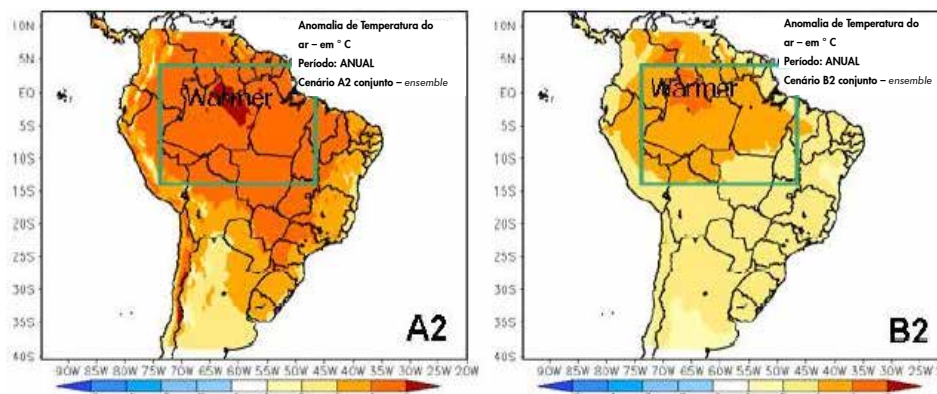 Anomalia de Temperatura do
ar – em ° C
Período: ANUAL
Cenário A2 conjunto – ensemble
10N
5N
EQ
5S
10S
15S
20S
25S
30S
35S
40S
Warmer
A2
90W 85W 80W 75W 70W 65W 60W 55W 50W 45W 40W 35W 30W 25W 20W
Anomalia de Temperatura do
ar – em ° C
Período: ANUAL
Cenário B2 conjunto – ensemble
10N
5N
EQ
5S
10S
15S
20S
25S
30S
35S
40S
Warmer
B2
90W 85W 80W 75W 70W 65W 60W 55W 50W 45W 40W 35W 30W